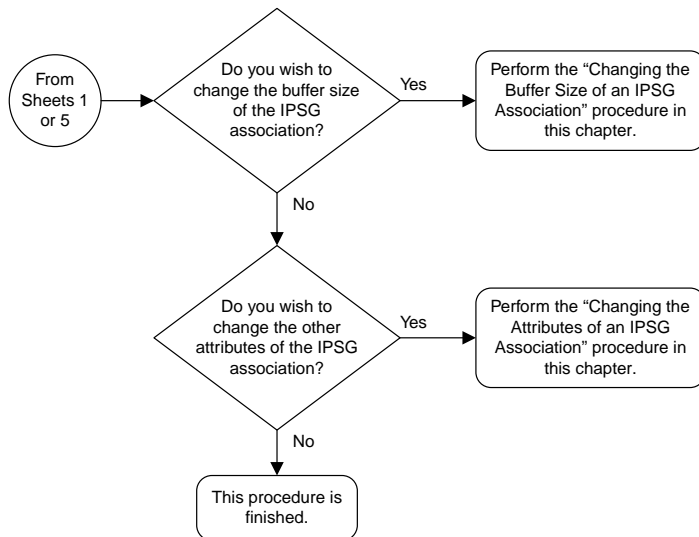 From
Sheets 1
or 5
Do you wish to
change the buffer size
of the IPSG
association?
Yes
Perform the “Changing the
Buffer Size of an IPSG
Association” procedure in
this chapter.
No
Do you wish to
change the other
attributes of the IPSG
association?
Yes
Perform the “Changing the
Attributes of an IPSG
Association” procedure in
this chapter.
No
This procedure is
finished.